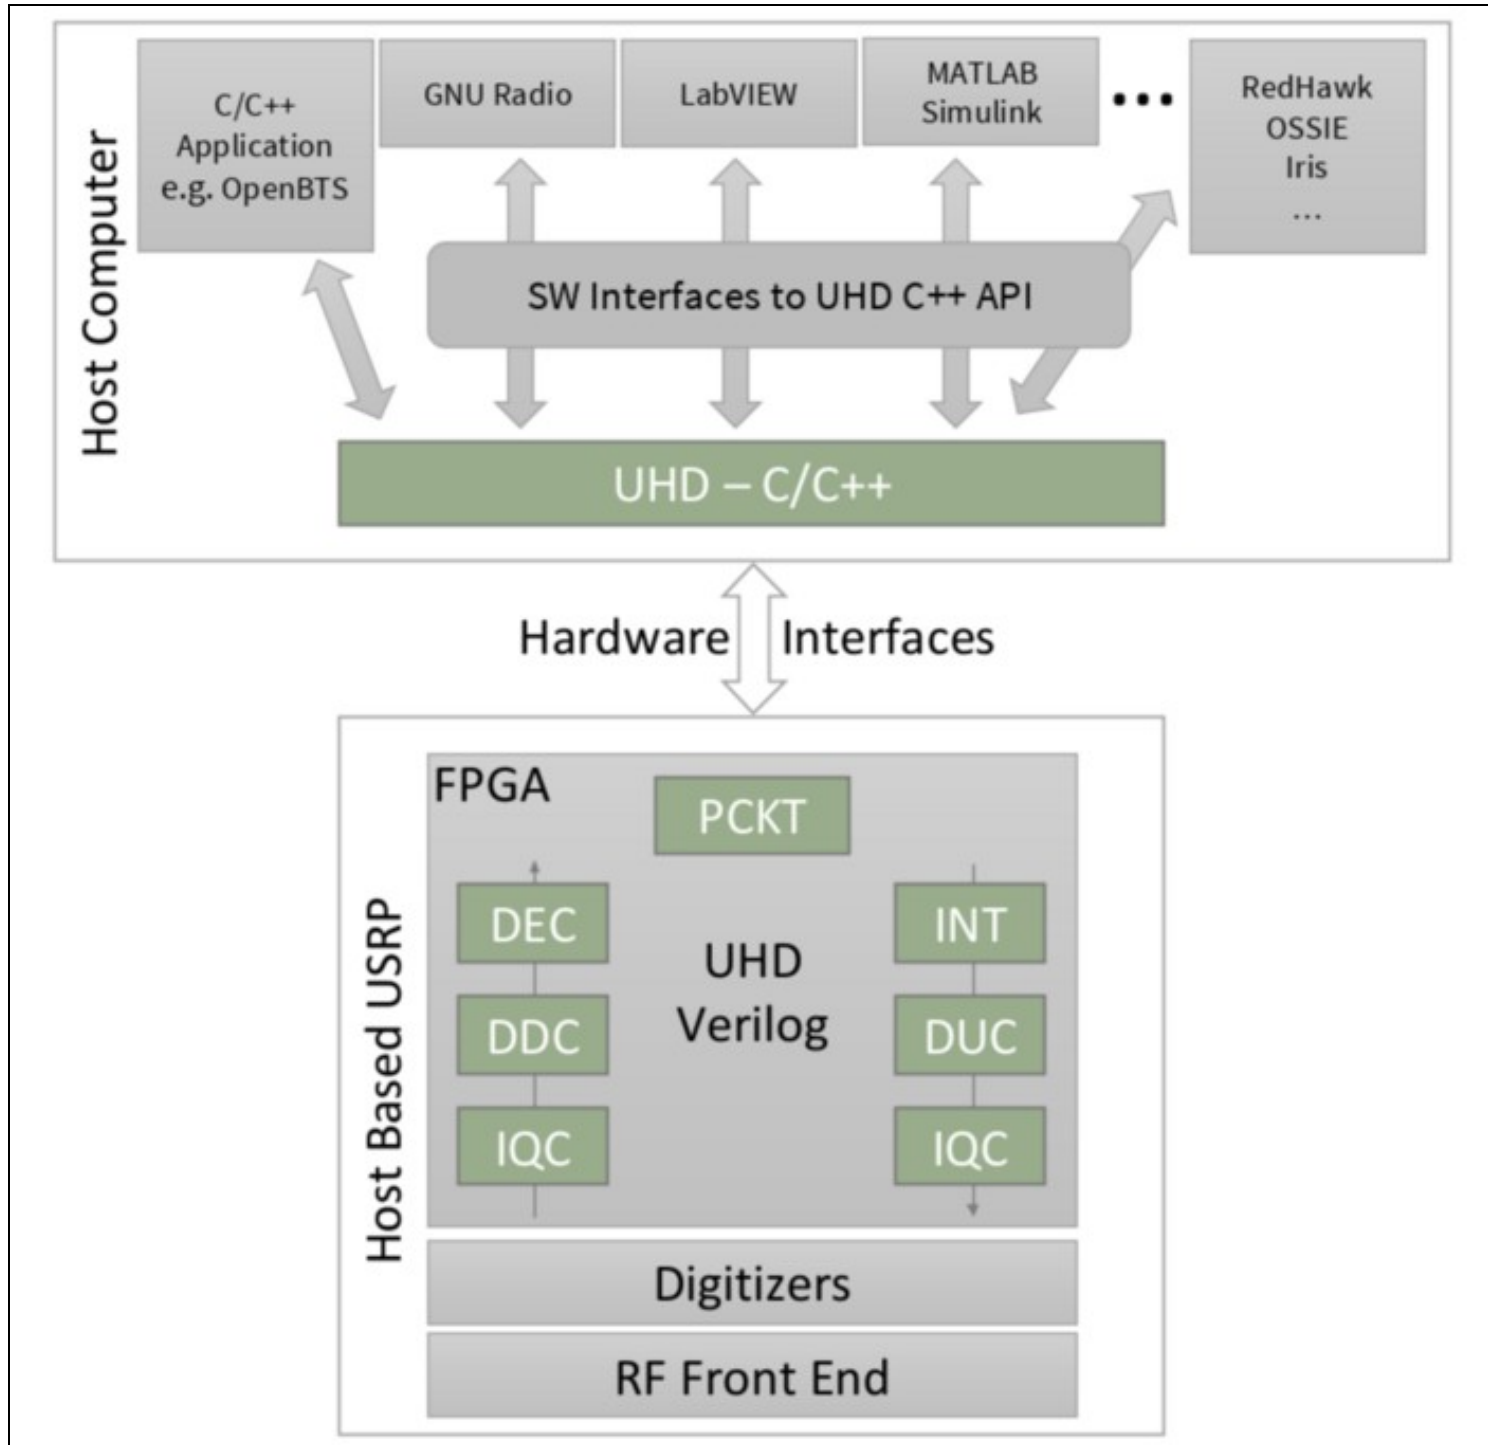 Host Computer
C/C++
Application
e.g. OpenBTS
GNU Radio
LabVIEW
MATLAB
Simulink
...
RedHawk
OSSIE
Iris
...
SW Interfaces to UHD C++ API
UHD – C/C++
Hardware Interfaces
Host Based USRP
FPGA
PCKT
DEC
DDC
IQC
UHD
Verilog
INT
DUC
IQC
Digitizers
RF Front End